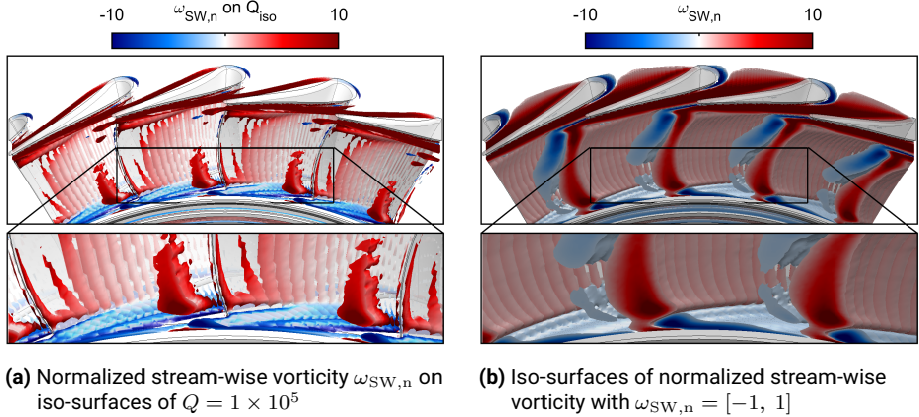 ω_SW,n on Q_iso
-10 10
ω_SW,n
-10 10
(a) Normalized stream-wise vorticity ω_SW,n on
iso-surfaces of Q = 1 × 10^5
(b) Iso-surfaces of normalized stream-wise
vorticity with ω_SW,n = [−1, 1]